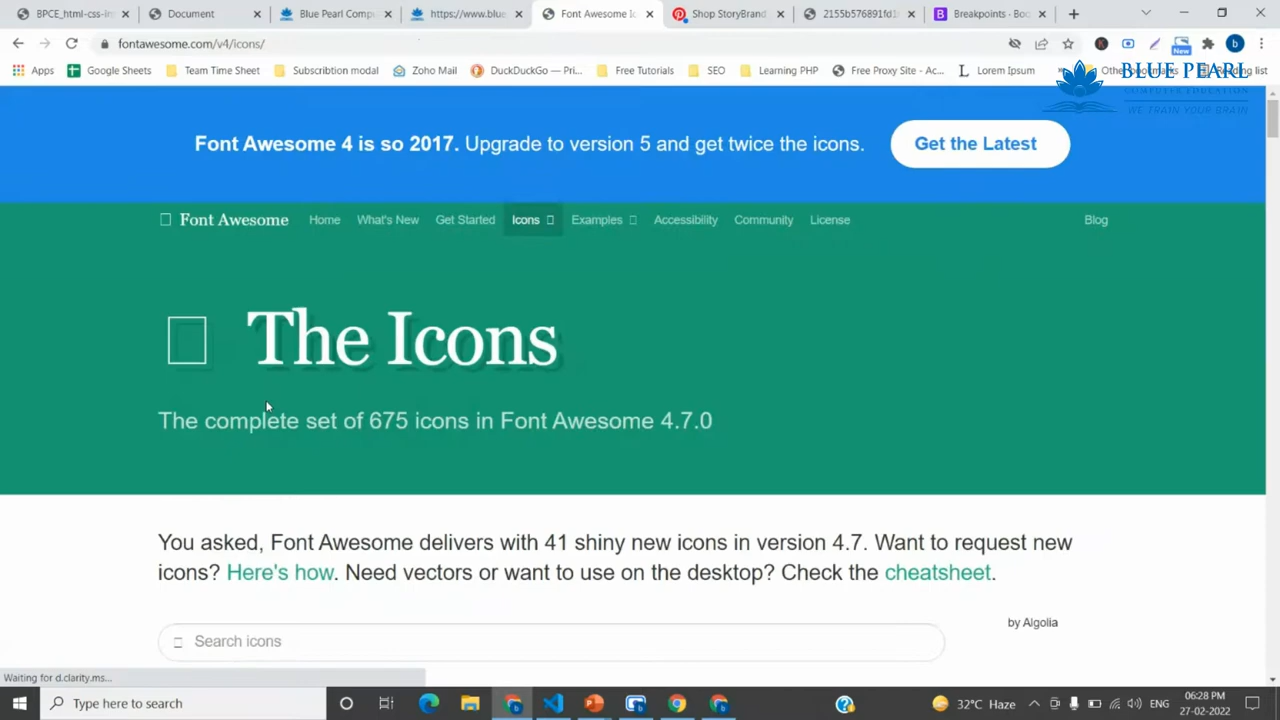 BPCE_html-css-in
Document
Blue Pearl Comp
https://www.blue
Font Awesome Ic
Shop StoryBrand
2155b576891fd1
Breakpoints - Boo
fontawesome.com/v4/icons/
New
Apps
Google Sheets
Team Time Sheet
Subscribtion modal
Zoho Mail
DuckDuckGo — Pri...
Free Tutorials
SEO
Learning PHP
Free Proxy Site - Ac...
Lorem Ipsum
BLUE PEARL
COMPUTER EDUCATION
WE TRAIN YOUR BRAIN
Font Awesome 4 is so 2017. Upgrade to version 5 and get twice the icons.
Get the Latest
Font Awesome Home What's New Get Started Icons Examples Accessibility Community License Blog
The Icons
The complete set of 675 icons in Font Awesome 4.7.0
You asked, Font Awesome delivers with 41 shiny new icons in version 4.7. Want to request new
icons? Here's how. Need vectors or want to use on the desktop? Check the cheatsheet.
by Algolia
Search icons
Waiting for d.clarity.ms...
Type here to search
32°C Haze
ENG
06:28 PM
27-02-2022